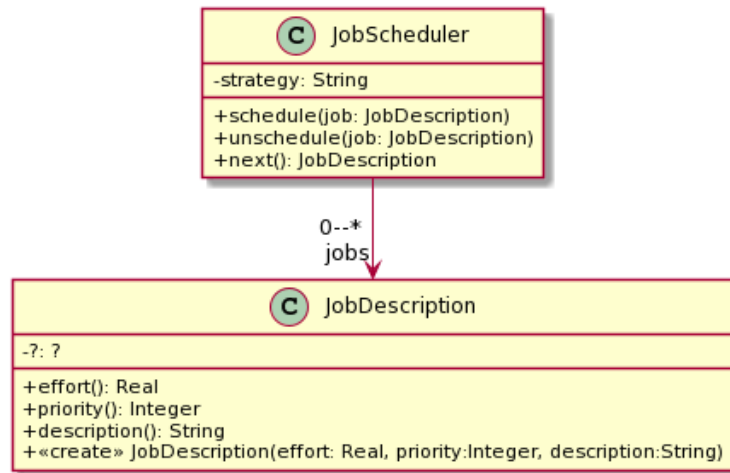 C JobScheduler
-strategy: String
+schedule(job: JobDescription)
+unschedule(job: JobDescription)
+next(): JobDescription
0--*
jobs
C JobDescription
-?: ?
+effort(): Real
+priority(): Integer
+description(): String
+«create» JobDescription(effort: Real, priority:Integer, description:String)